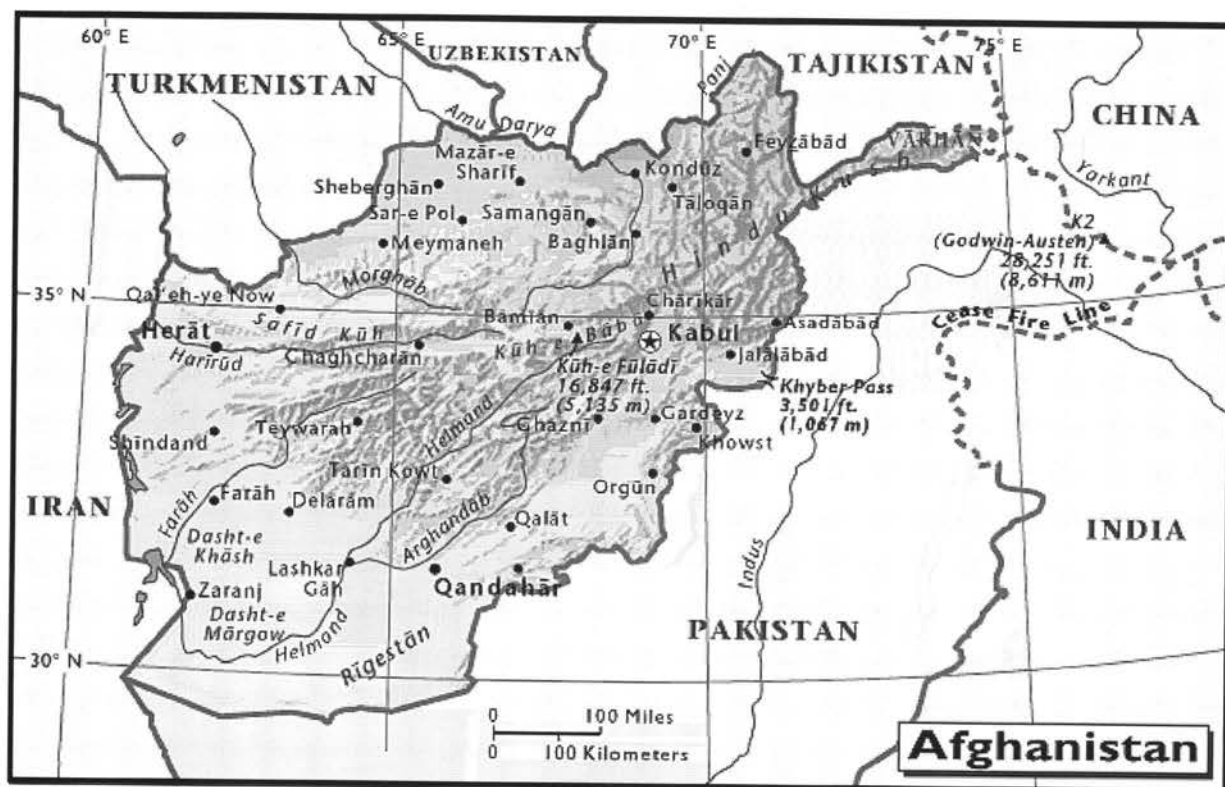 60° E
65° E
70° E
75° E
UZBEKISTAN
TURKMENISTAN
TAJIKISTAN
CHINA
Panj
Amu Darya
Feyzābād
VĀKHĀN
Mazār-e
Sharīf
Kondūz
Yarkant
Sheberghān
Tāloqān
Sar-e Pol
Samangān
K2
(Godwin-Austen)
28,251 ft.
(8,611 m)
Meymaneh
Baghlān
Hindu Kush
Morghāb
35° N
Qal'eh-ye Now
Chārīkār
Safīd Kūh
Bāmīān
Asadābād
Cease Fire Line
Herāt
Kūh-e Bābā
Kabul
Harīrūd
Chaghcharān
Jalālābād
Kūh-e Fūlādī
16,847 ft.
(5,135 m)
Khyber Pass
3,501 ft.
(1,067 m)
Helmand
Teywarah
Ghaznī
Gardeyz
Shīndand
Khowst
Tarīn Kowt
Orgūn
IRAN
Farāh
Farāh
Delārām
Arghandāb
Qalāt
INDIA
Dasht-e
Khāsh
Lashkar
Gāh
Qandahār
Indus
Zaranj
Dasht-e
Mārgow
Helmand
Rīgestān
PAKISTAN
30° N
0 100 Miles
0 100 Kilometers
Afghanistan